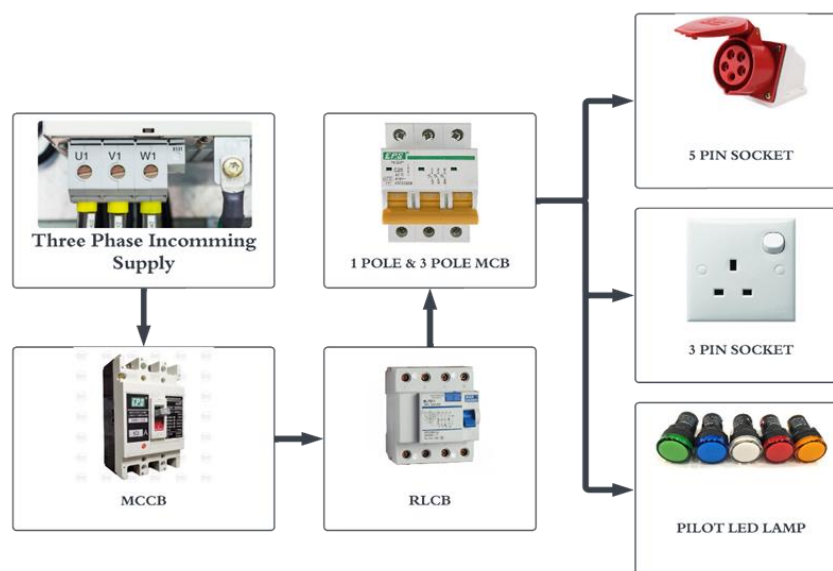 U1 V1 W1
Three Phase Incomming
Supply
MCCB
RLCB
EPS
1 POLE & 3 POLE MCB
5 PIN SOCKET
3 PIN SOCKET
PILOT LED LAMP